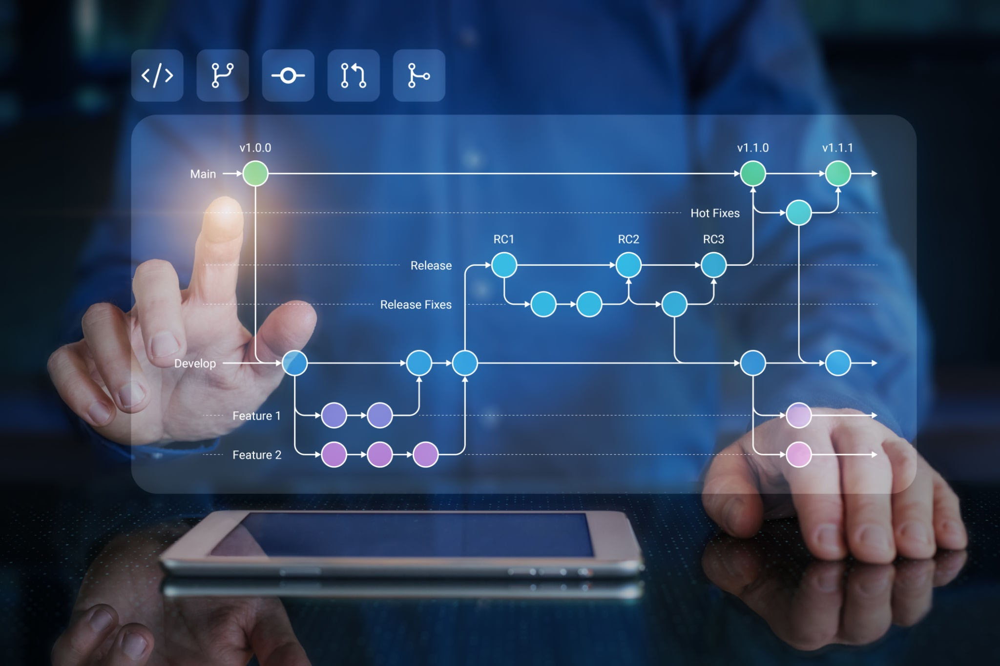 v1.0.0
v1.1.0
v1.1.1
Main
Hot Fixes
RC1
RC2
RC3
Release
Release Fixes
Develop
Feature 1
Feature 2